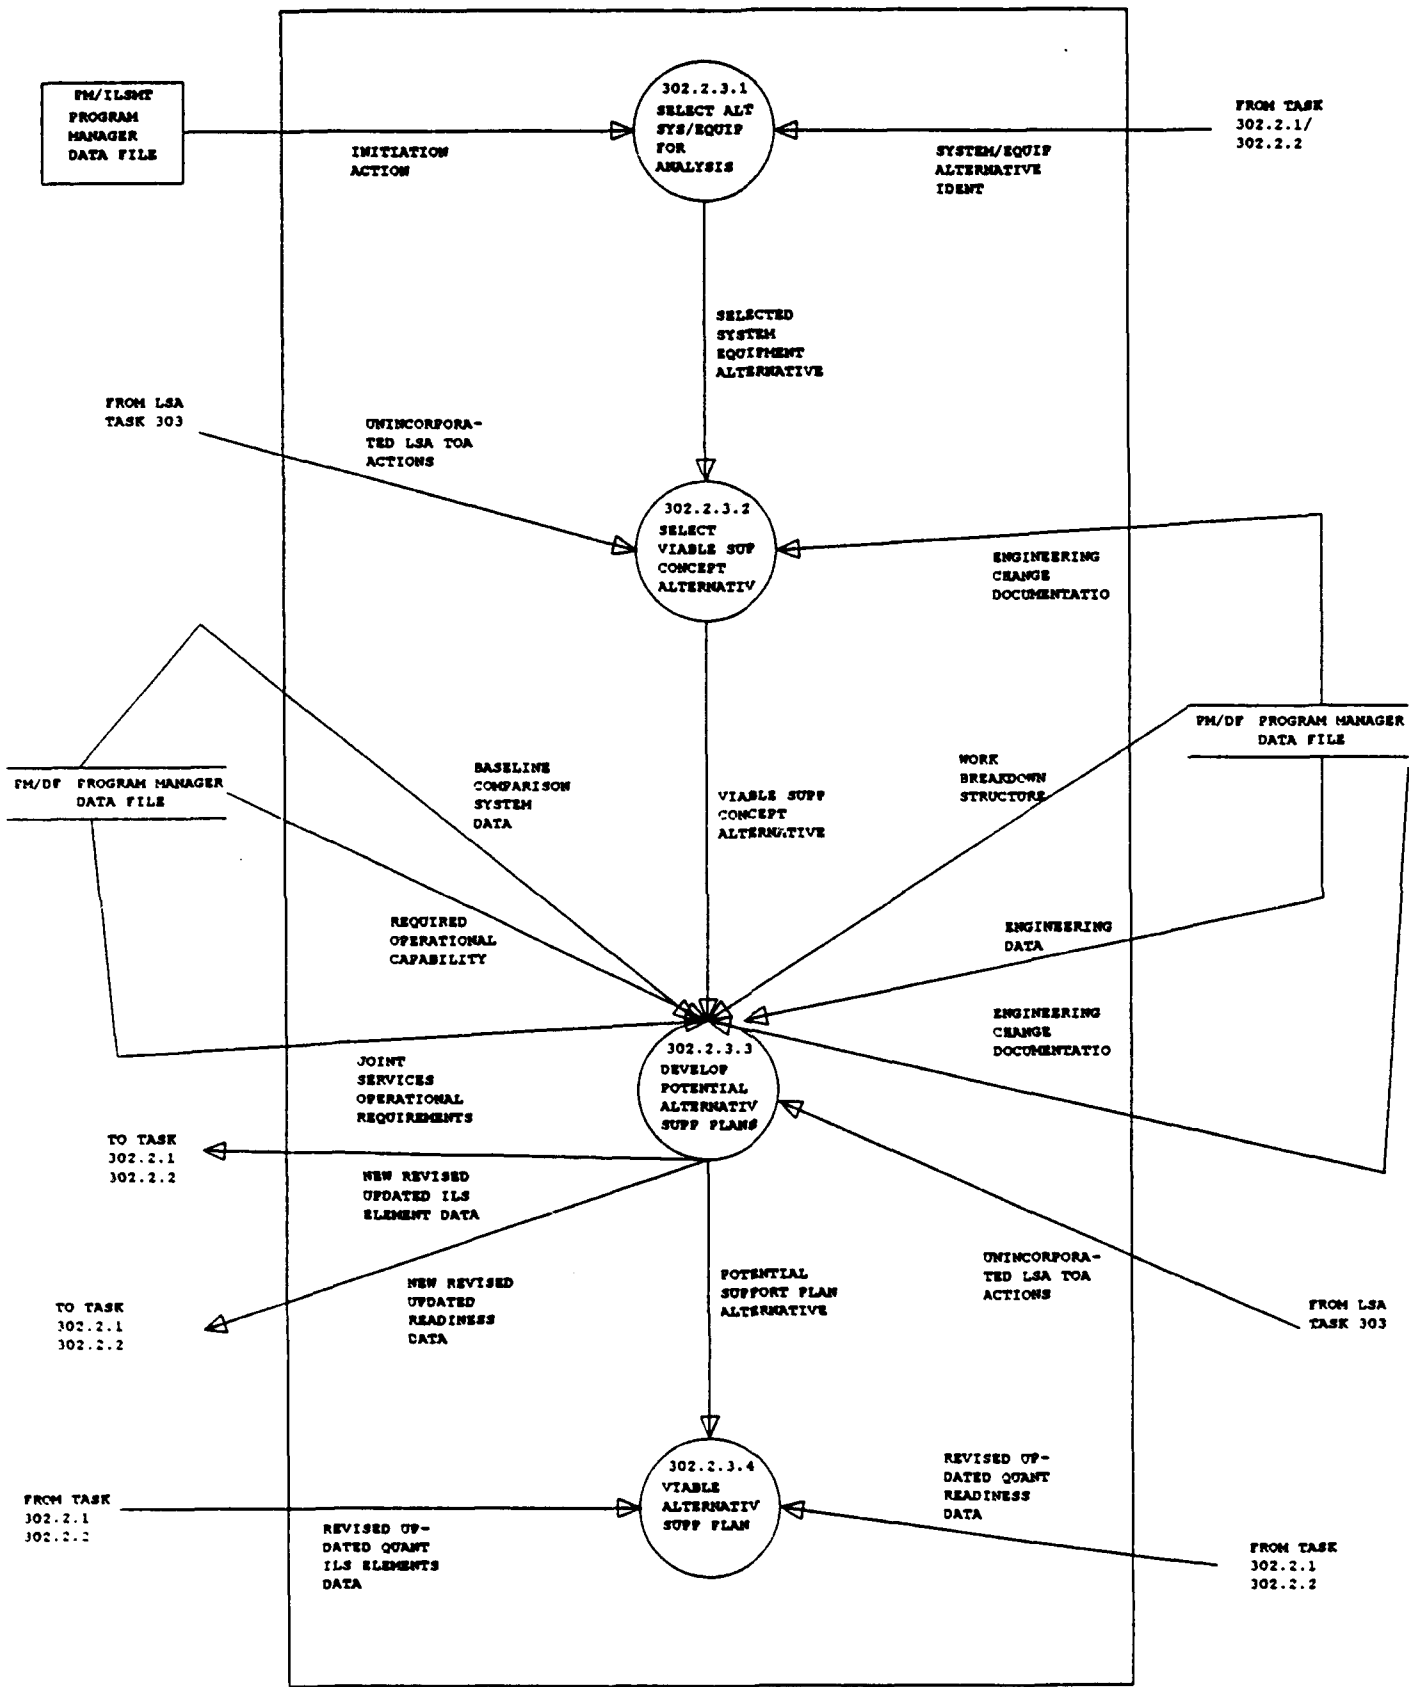 PM/ILSMT
PROGRAM
MANAGER
DATA FILE
INITIATION
ACTION
302.2.3.1
SELECT ALT
SYS/EQUIP
FOR
ANALYSIS
SYSTEM/EQUIP
ALTERNATIVE
IDENT
FROM TASK
302.2.1/
302.2.2
SELECTED
SYSTEM
EQUIPMENT
ALTERNATIVE
FROM LSA
TASK 303
UNINCORPORA-
TED LSA TOA
ACTIONS
302.2.3.2
SELECT
VIABLE SUP
CONCEPT
ALTERNATIV
ENGINEERING
CHANGE
DOCUMENTATIO
PM/DF PROGRAM MANAGER
DATA FILE
BASELINE
COMPARISON
SYSTEM
DATA
VIABLE SUPP
CONCEPT
ALTERNATIVE
WORK
BREAKDOWN
STRUCTURE
PM/DF PROGRAM MANAGER
DATA FILE
REQUIRED
OPERATIONAL
CAPABILITY
ENGINEERING
DATA
ENGINEERING
CHANGE
DOCUMENTATIO
JOINT
SERVICES
OPERATIONAL
REQUIREMENTS
302.2.3.3
DEVELOP
POTENTIAL
ALTERNATIV
SUPP PLANS
TO TASK
302.2.1
302.2.2
NEW REVISED
UPDATED ILS
ELEMENT DATA
TO TASK
302.2.1
302.2.2
NEW REVISED
UPDATED
READINESS
DATA
POTENTIAL
SUPPORT PLAN
ALTERNATIVE
UNINCORPORA-
TED LSA TOA
ACTIONS
FROM LSA
TASK 303
302.2.3.4
VIABLE
ALTERNATIV
SUPP PLAN
FROM TASK
302.2.1
302.2.2
REVISED UP-
DATED QUANT
ILS ELEMENTS
DATA
REVISED UP-
DATED QUANT
READINESS
DATA
FROM TASK
302.2.1
302.2.2